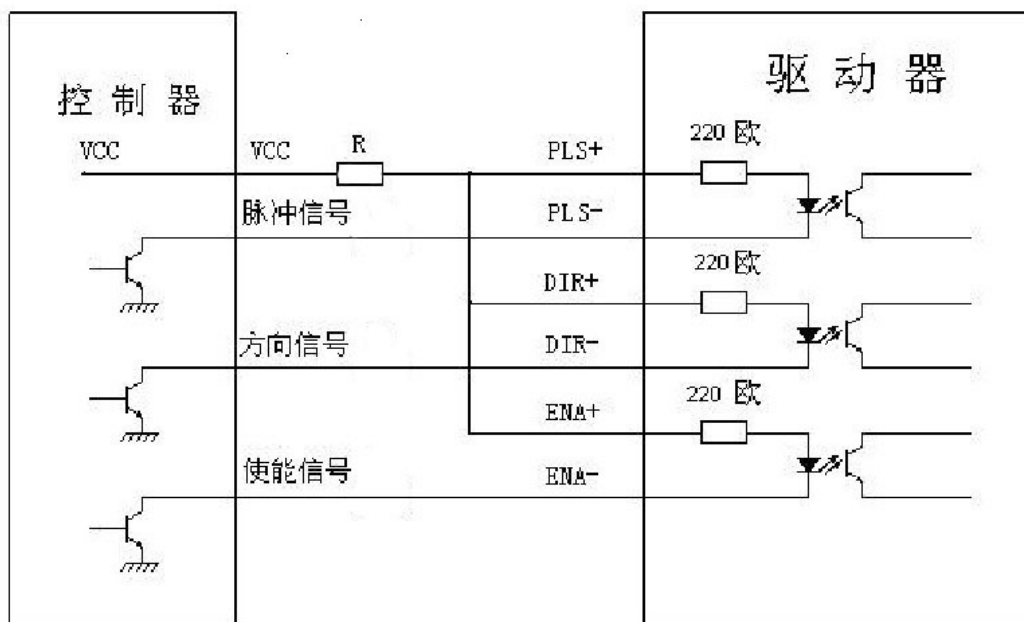 控制器
驱动器
VCC
VCC
R
PLS+
220 欧
脉冲信号
PLS-
DIR+
220 欧
方向信号
DIR-
ENA+
220 欧
使能信号
ENA-